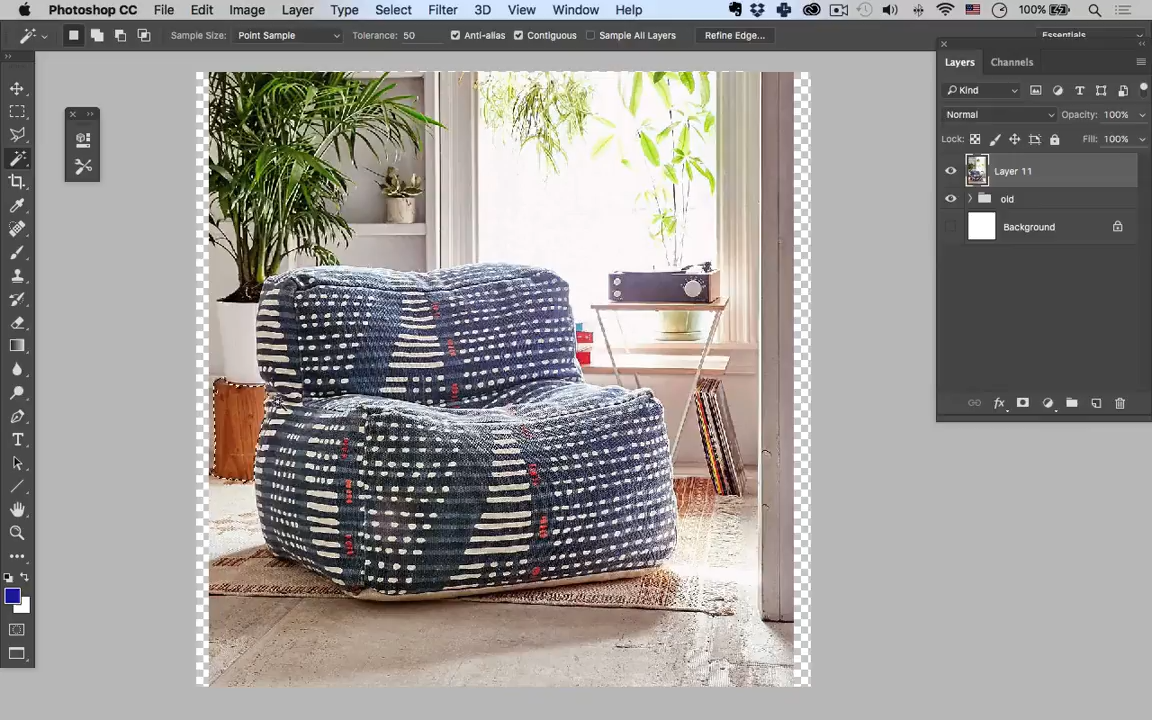 Photoshop CC File Edit Image Layer Type Select Filter 3D View Window Help 100%
Sample Size: Point Sample Tolerance: 50 Anti-alias Contiguous Sample All Layers Refine Edge... Essentials
Layers Channels
Kind
Normal Opacity: 100%
Lock: Fill: 100%
Layer 11
old
Background
fx